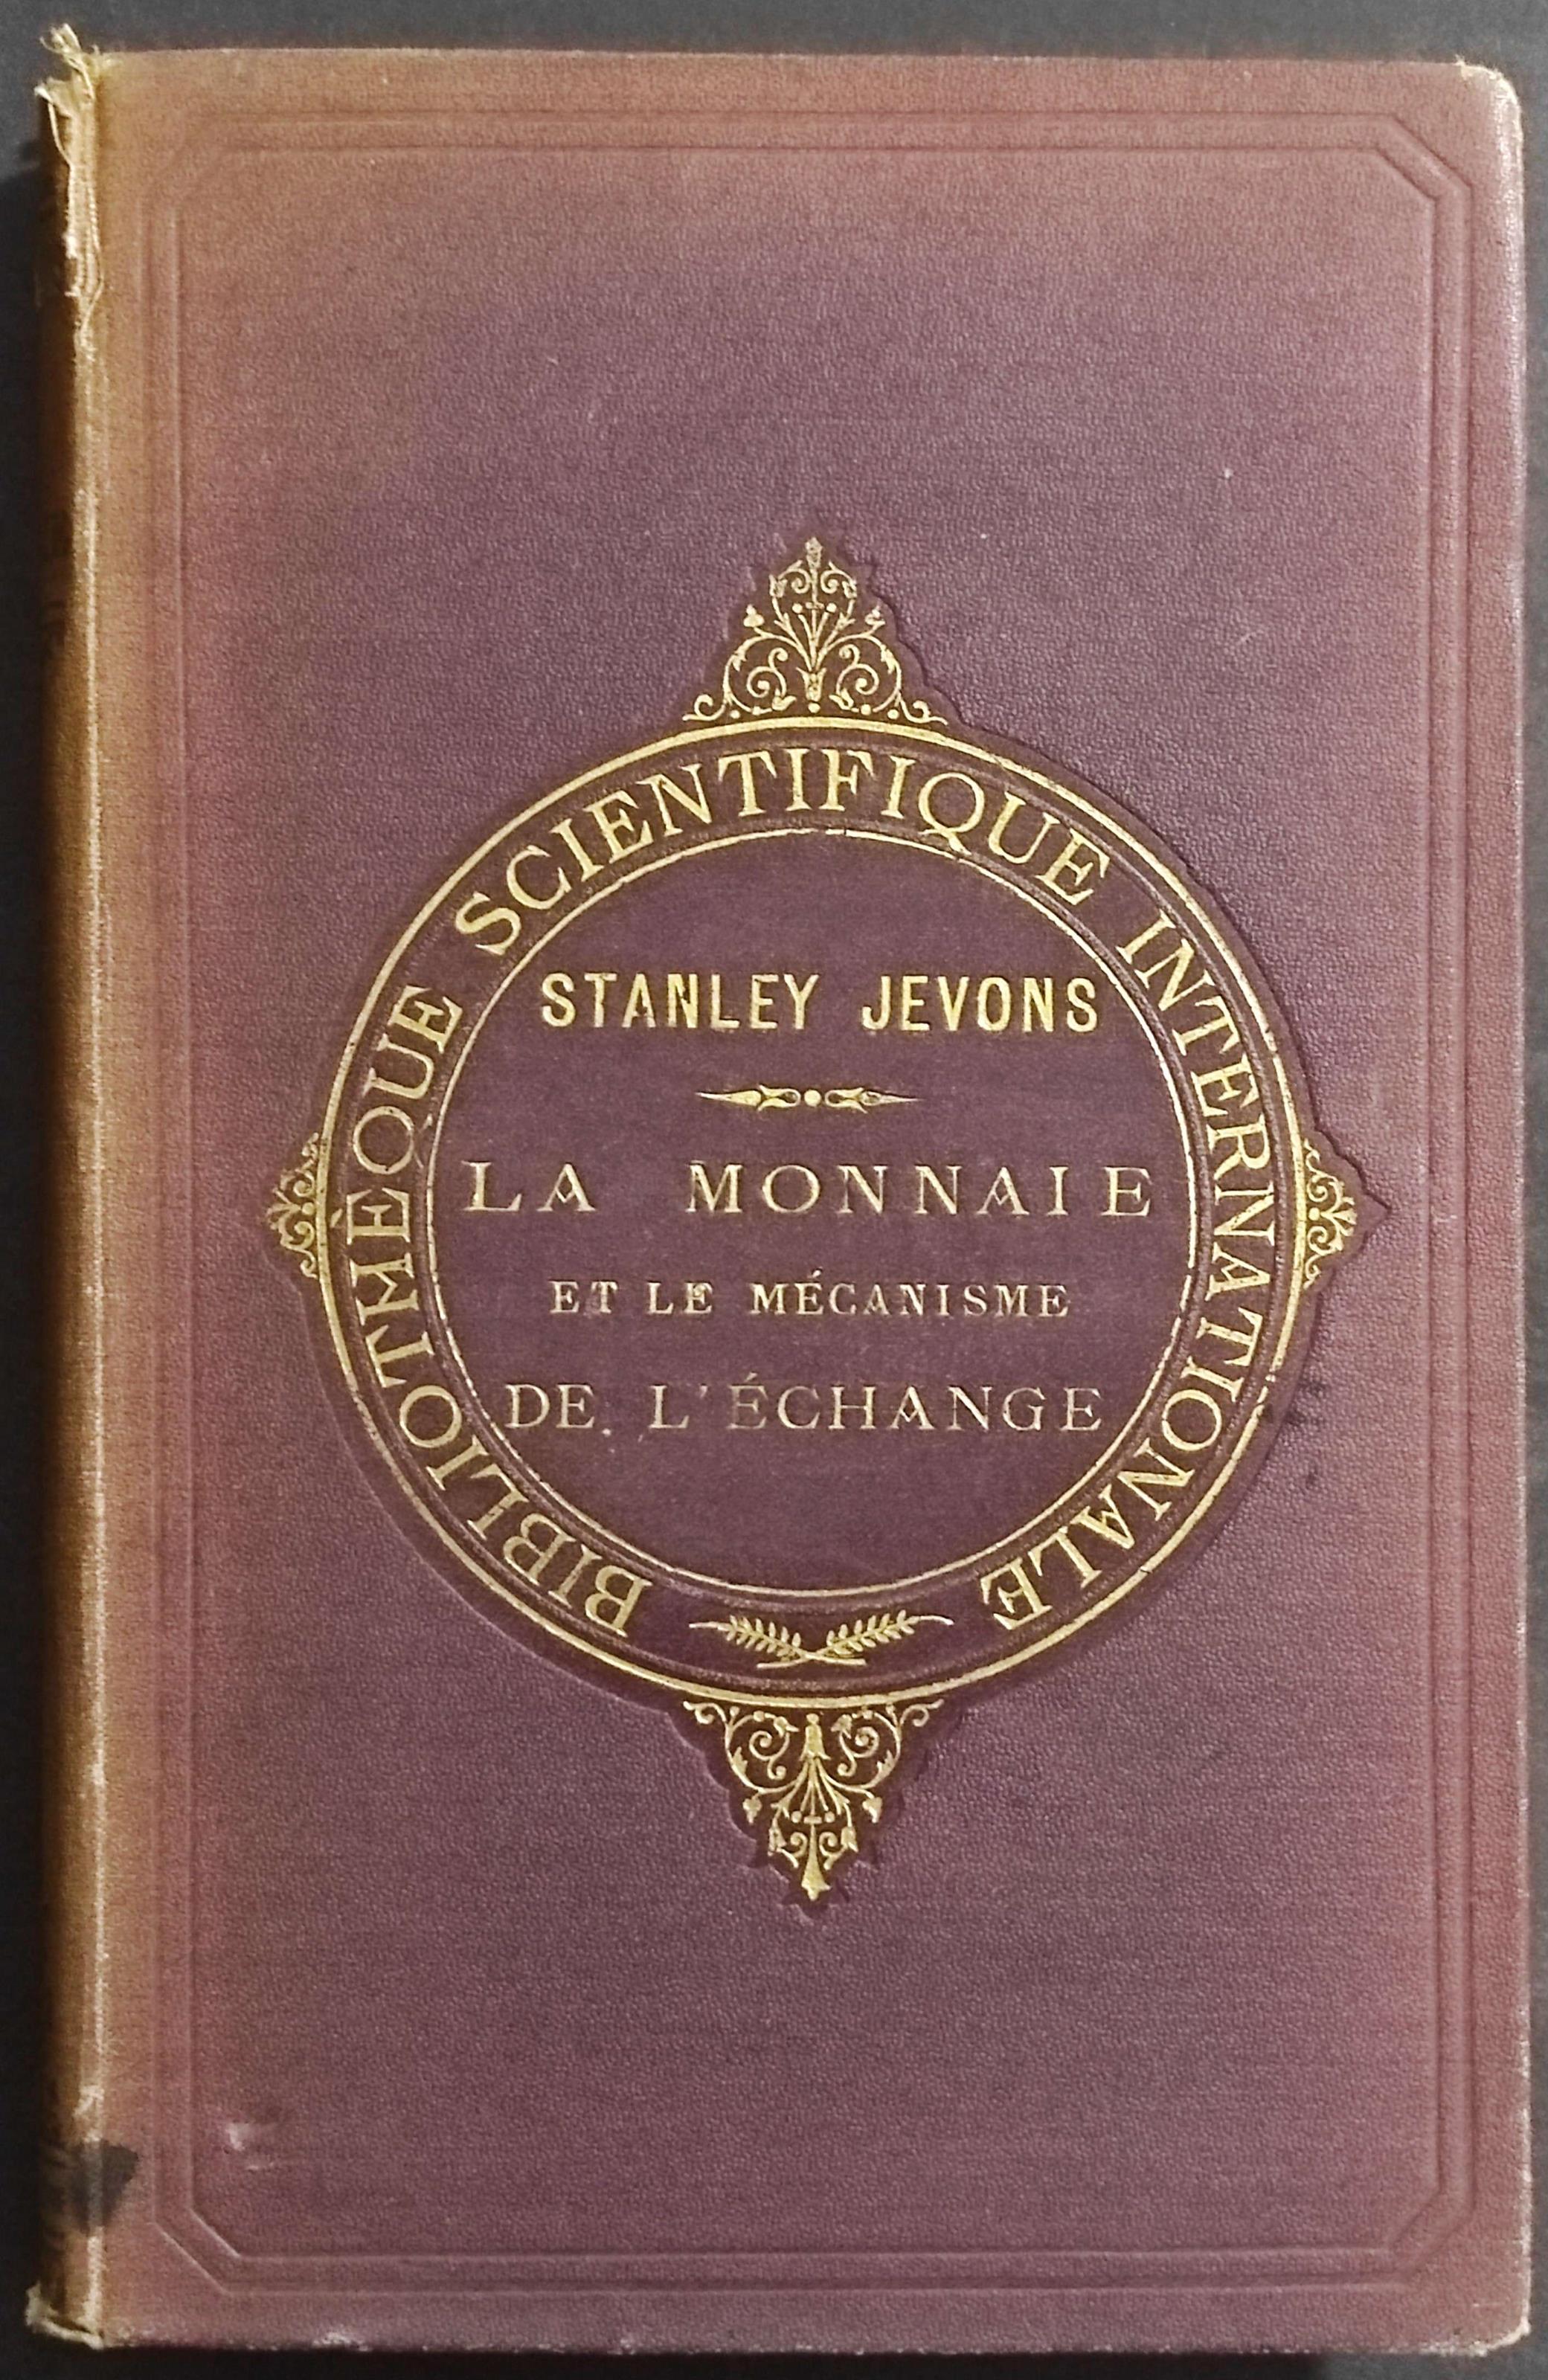 BIBLIOTHÈQUE SCIENTIFIQUE INTERNATIONALE
STANLEY JEVONS
LA MONNAIE
ET LE MÉCANISME
DE L'ÉCHANGE